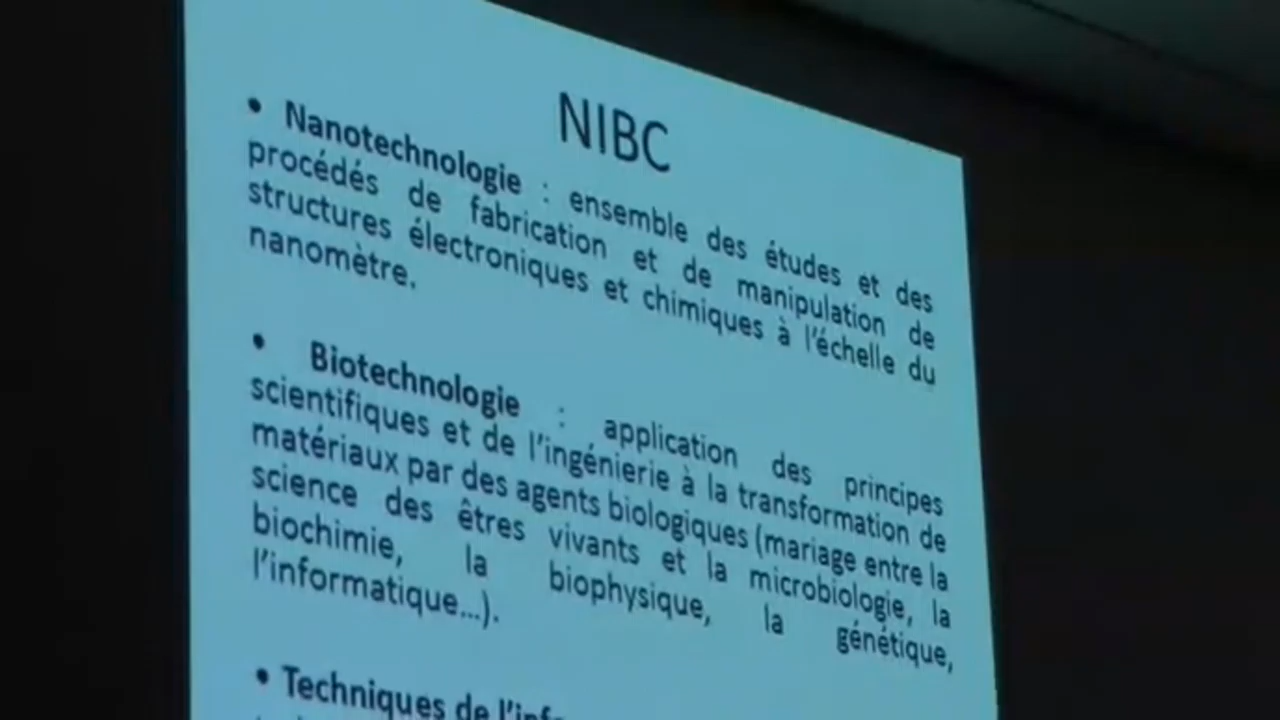 NIBC
• Nanotechnologie : ensemble des études et des
procédés de fabrication et de manipulation de
structures électroniques et chimiques à l'échelle du
nanomètre.
• Biotechnologie : application des principes
scientifiques et de l'ingénierie à la transformation de
matériaux par des agents biologiques (mariage entre la
science des êtres vivants et la microbiologie, la
biochimie, la biophysique, la génétique,
l'informatique...).
• Techniques de